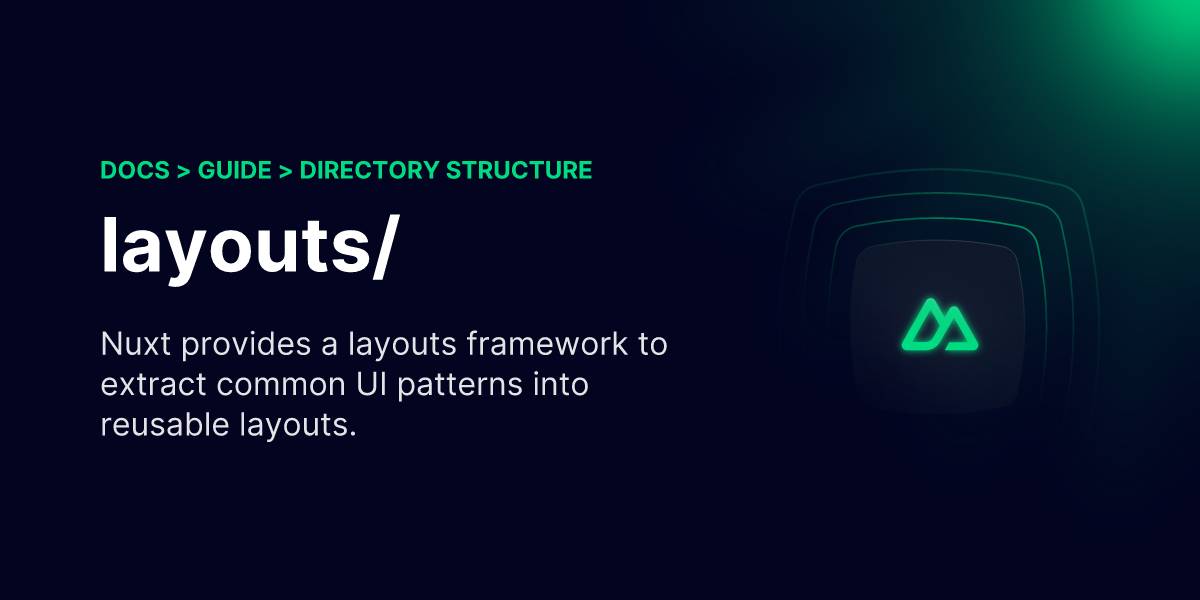 DOCS > GUIDE > DIRECTORY STRUCTURE
layouts/
Nuxt provides a layouts framework to
extract common UI patterns into
reusable layouts.